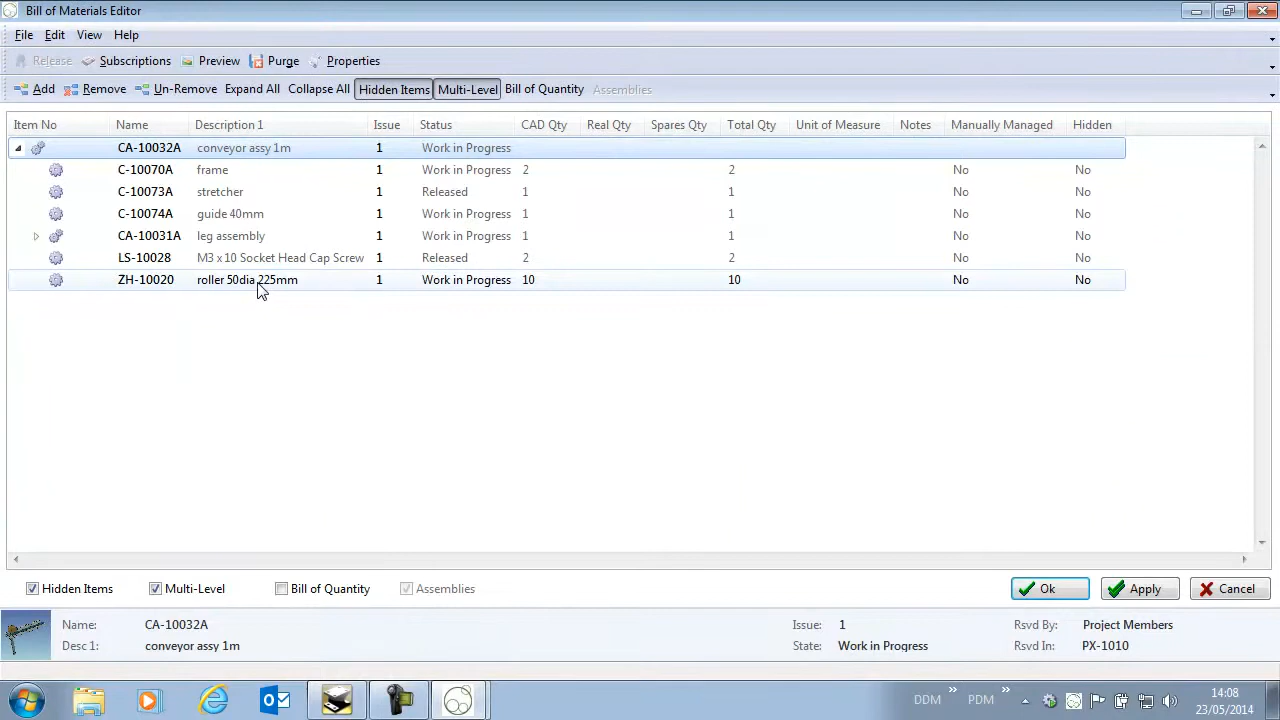 Bill of Materials Editor
File Edit View Help
Release Subscriptions Preview Purge Properties
Add Remove Un-Remove Expand All Collapse All Hidden Items Multi-Level Bill of Quantity Assemblies
Item No Name Description 1 Issue Status CAD Qty Real Qty Spares Qty Total Qty Unit of Measure Notes Manually Managed Hidden
CA-10032A conveyor assy 1m 1 Work in Progress
C-10070A frame 1 Work in Progress 2 2 No No
C-10073A stretcher 1 Released 1 1 No No
C-10074A guide 40mm 1 Work in Progress 1 1 No No
CA-10031A leg assembly 1 Work in Progress 1 1 No No
LS-10028 M3 x 10 Socket Head Cap Screw 1 Released 2 2 No No
ZH-10020 roller 50dia 225mm 1 Work in Progress 10 10 No No
Hidden Items Multi-Level Bill of Quantity Assemblies Ok Apply Cancel
Name: CA-10032A Issue: 1 Rsvd By: Project Members
Desc 1: conveyor assy 1m State: Work in Progress Rsvd In: PX-1010
DDM » PDM » 14:08
23/05/2014